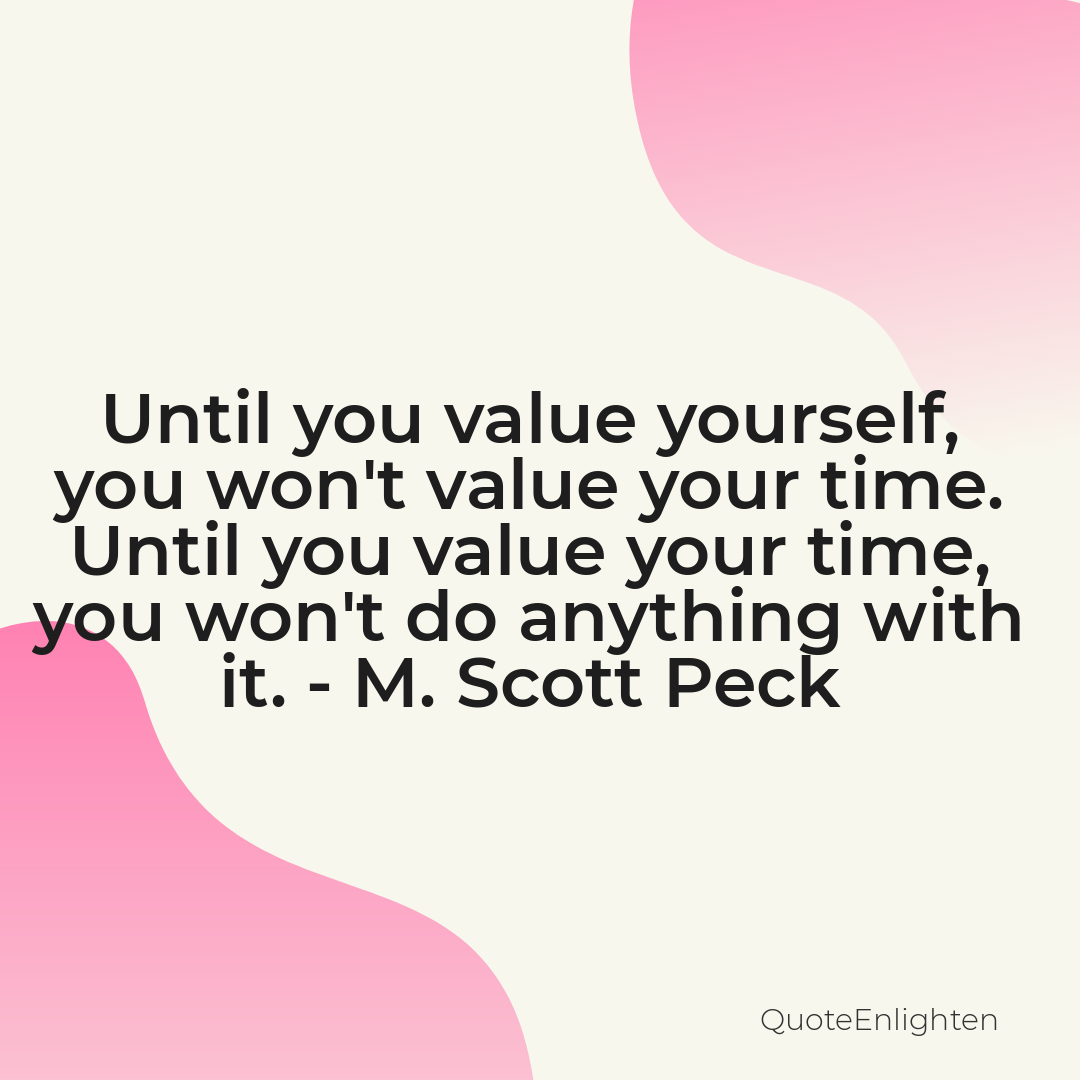 Until you value yourself,
you won't value your time.
Until you value your time,
you won't do anything with
it. - M. Scott Peck
QuoteEnlighten